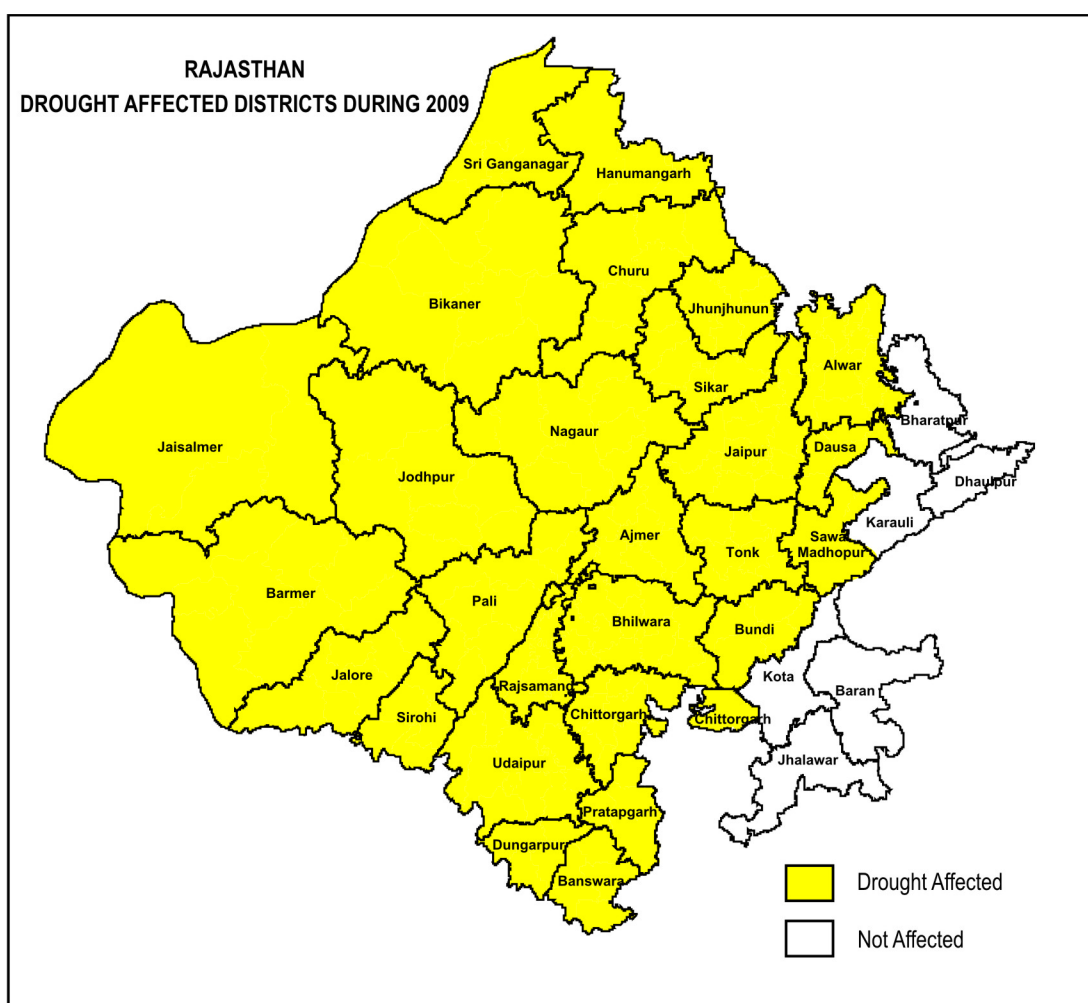 RAJASTHAN
DROUGHT AFFECTED DISTRICTS DURING 2009
Sri Ganganagar
Hanumangarh
Churu
Bikaner
Jhunjhunun
Sikar
Alwar
Bharatpur
Jaisalmer
Nagaur
Jaipur
Dausa
Jodhpur
Dhaulpur
Karauli
Ajmer
Tonk
Sawa
Madhopur
Barmer
Pali
Bhilwara
Bundi
Jalore
Rajsamand
Kota
Baran
Sirohi
Chittorgarh
Chittorgarh
Udaipur
Jhalawar
Pratapgarh
Dungarpur
Banswara
Drought Affected
Not Affected